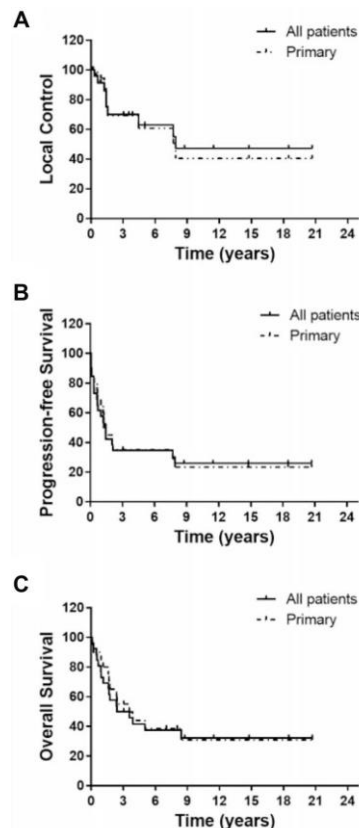 A
All patients
Primary
Local Control
120
100
80
60
40
20
0
0 3 6 9 12 15 18 21 24
Time (years)
B
All patients
Primary
Progression-free Survival
120
100
80
60
40
20
0
0 3 6 9 12 15 18 21 24
Time (years)
C
All patients
Primary
Overall Survival
120
100
80
60
40
20
0
0 3 6 9 12 15 18 21 24
Time (years)